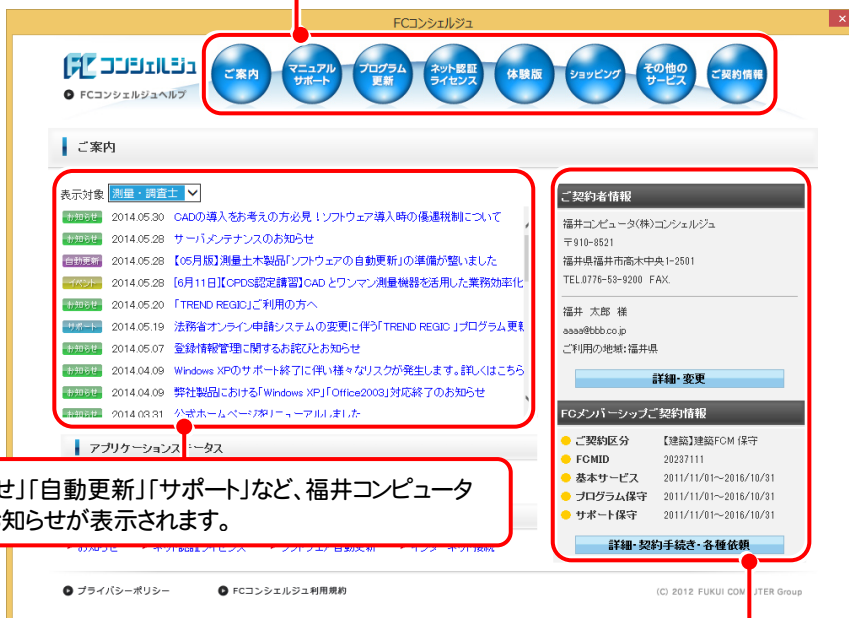 FCコンシェルジュ
FC コンシェルジュ
FCコンシェルジュヘルプ
ご案内
マニュアル
サポート
プログラム
更新
ネット認証
ライセンス
体験版
ショッピング
その他の
サービス
ご契約情報
ご案内
表示対象 測量・調査士
お知らせ 2014.05.30 CADの導入をお考えの方必見！ソフトウェア導入時の優遇税制について
お知らせ 2014.05.28 サーバメンテナンスのお知らせ
自動更新 2014.05.28 【05月版】測量土木製品「ソフトウェアの自動更新」の準備が整いました
イベント 2014.05.28 [6月11日]【CPDS認定講習】CAD とワンマン測量機器を活用した業務効率化
お知らせ 2014.05.20 「TREND REGIC」ご利用の方へ
サポート 2014.05.19 法務省オンライン申請システムの変更に伴う「TREND REGIC 」プログラム更新
お知らせ 2014.05.07 登録情報管理に関するお詫びとお知らせ
お知らせ 2014.04.09 Windows XPのサポート終了に伴い様々なリスクが発生します。詳しくはこちら
お知らせ 2014.04.09 弊社製品における「Windows XP」「Office2003」対応終了のお知らせ
お知らせ 2014.03.31 公式ホームページをリニューアルしました
アプリケーションステータス
せ」「自動更新」「サポート」など、福井コンピュータ
お知らせが表示されます。
お知らせ ネット認証ライセンス ソフトウェア自動更新 インターネット接続
ご契約者情報
福井コンピュータ(株)コンシェルジュ
〒910-8521
福井県福井市高木中央1-2501
TEL.0776-53-9200 FAX.
福井 太郎 様
aaaa@bbb.co.jp
ご利用の地域:福井県
詳細・変更
FCメンバーシップご契約情報
ご契約区分 【建築】建築FCM 保守
FCMID 20237111
基本サービス 2011/11/01～2016/10/31
プログラム保守 2011/11/01～2016/10/31
サポート保守 2011/11/01～2016/10/31
詳細・契約手続き・各種依頼
プライバシーポリシー FCコンシェルジュ利用規約
(C) 2012 FUKUI COMPUTER Group